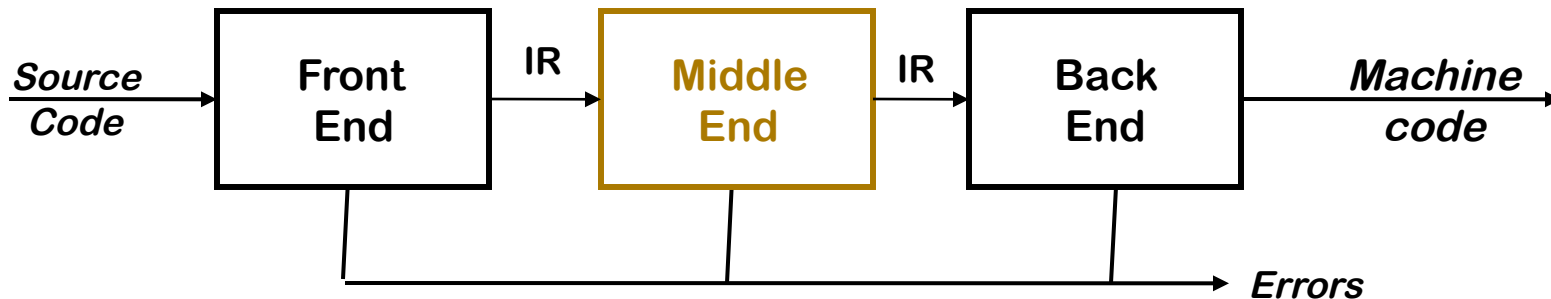 Source
Code
Front
End
IR
Middle
End
IR
Back
End
Machine
code
Errors